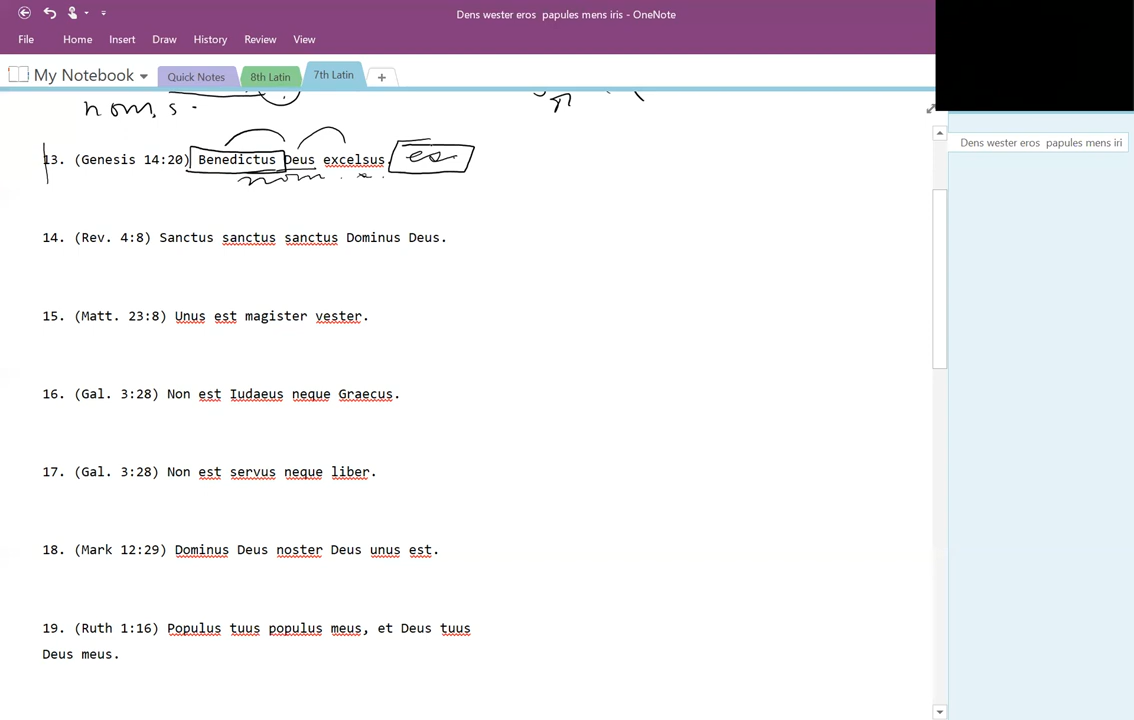 Dens wester eros papules mens iris - OneNote
File Home Insert Draw History Review View
My Notebook Quick Notes 8th Latin 7th Latin +
Dens wester eros papules mens iri
nom, s.
13. (Genesis 14:20) Benedictus Deus excelsus.
nom. s.
14. (Rev. 4:8) Sanctus sanctus sanctus Dominus Deus.
15. (Matt. 23:8) Unus est magister vester.
16. (Gal. 3:28) Non est Iudaeus neque Graecus.
17. (Gal. 3:28) Non est servus neque liber.
18. (Mark 12:29) Dominus Deus noster Deus unus est.
19. (Ruth 1:16) Populus tuus populus meus, et Deus tuus
Deus meus.